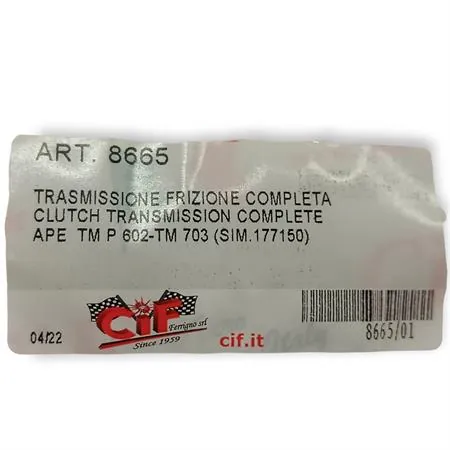 ART. 8665
TRASMISSIONE FRIZIONE COMPLETA
CLUTCH TRANSMISSION COMPLETE
APE TM P 602-TM 703 (SIM.177150)
04/22
CiF
Ferrigno srl
Since 1959
cif.it
Italy
8665/01